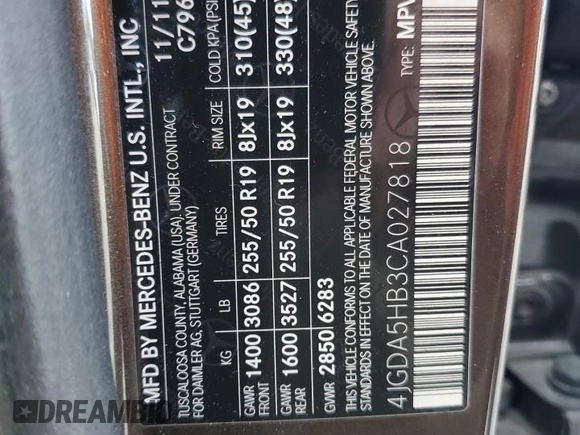 MFD BY MERCEDES-BENZ U.S. INTL., INC 11/11
TUSCALOOSA COUNTY, ALABAMA (USA), UNDER CONTRACT
FOR DAIMLER AG, STUTTGART (GERMANY) C796
KG LB TIRES RIM SIZE COLD KPA(PSI
GAWR FRONT 1400 3086 255/50 R19 8Jx19 310(45)
GAWR REAR 1600 3527 255/50 R19 8Jx19 330(48)
GVWR 2850 6283
THIS VEHICLE CONFORMS TO ALL APPLICABLE FEDERAL MOTOR VEHICLE SAFETY
STANDARDS IN EFFECT ON THE DATE OF MANUFACTURE SHOWN ABOVE.
4JGDA5HB3CA027818 TYPE: MPV
DREAMBID